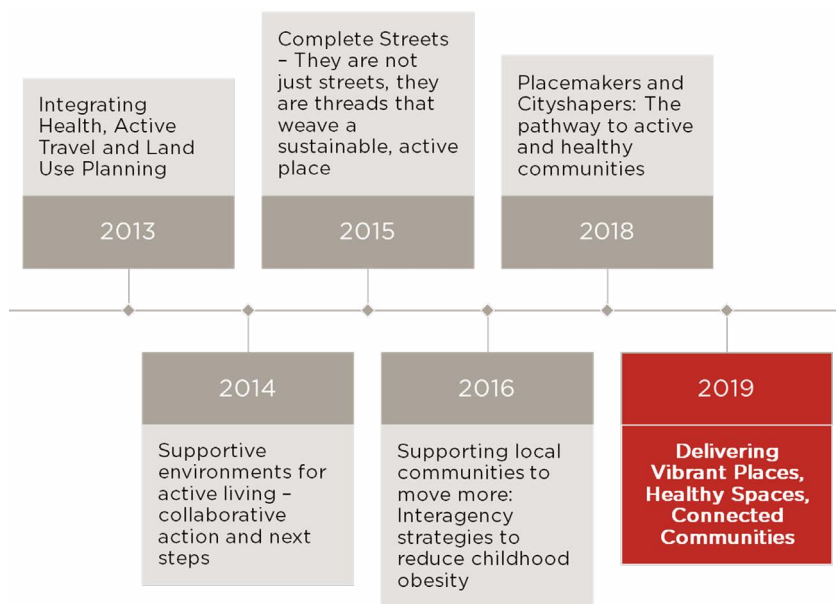 Integrating
Health, Active
Travel and Land
Use Planning
2013
Complete Streets
– They are not
just streets, they
are threads that
weave a
sustainable, active
place
2015
Placemakers and
Cityshapers: The
pathway to active
and healthy
communities
2018
2014
Supportive
environments for
active living –
collaborative
action and next
steps
2016
Supporting local
communities to
move more:
Interagency
strategies to
reduce childhood
obesity
2019
Delivering
Vibrant Places,
Healthy Spaces,
Connected
Communities